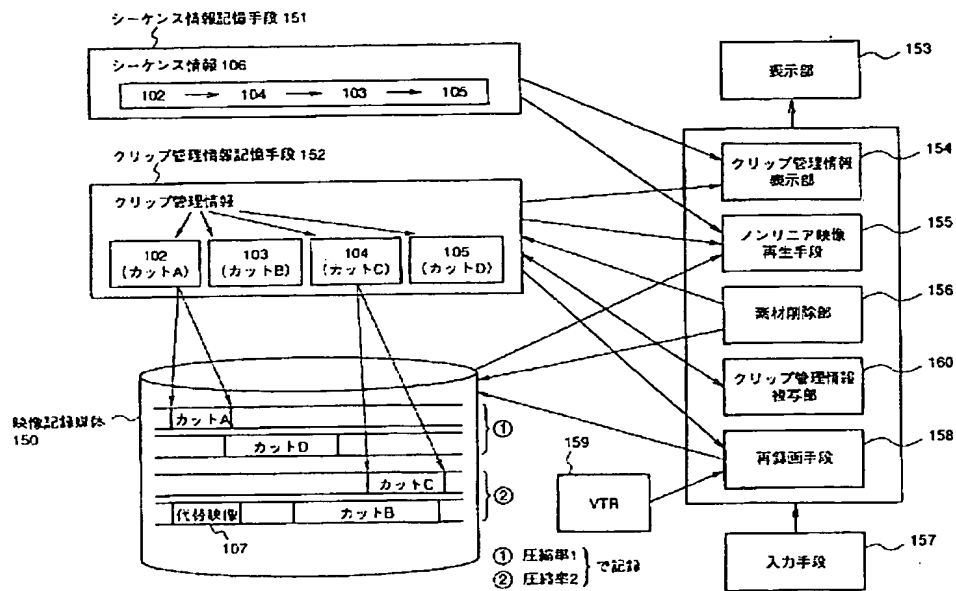 シーケンス情報記憶手段 151
シーケンス情報 106
102 → 104 → 103 → 105
クリップ管理情報記憶手段 152
クリップ管理情報
102
(カットA)
103
(カットB)
104
(カットC)
105
(カットD)
映像記録媒体
150
カットA
カットD
①
カットC
代替映像
カットB
②
107
① 圧縮率1
② 圧縮率2
で記録
159
VTR
表示部
153
クリップ管理情報
表示部
154
ノンリニア映像
再生手段
155
素材削除部
156
クリップ管理情報
複写部
160
再録画手段
158
入力手段
157